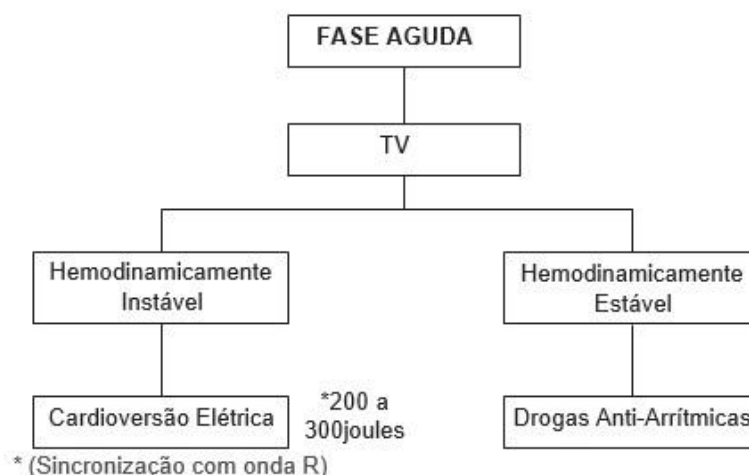 FASE AGUDA
TV
Hemodinamicamente
Instável
Hemodinamicamente
Estável
Cardioversão Elétrica
*200 a
300joules
Drogas Anti-Arrítmicas
* (Sincronização com onda R)